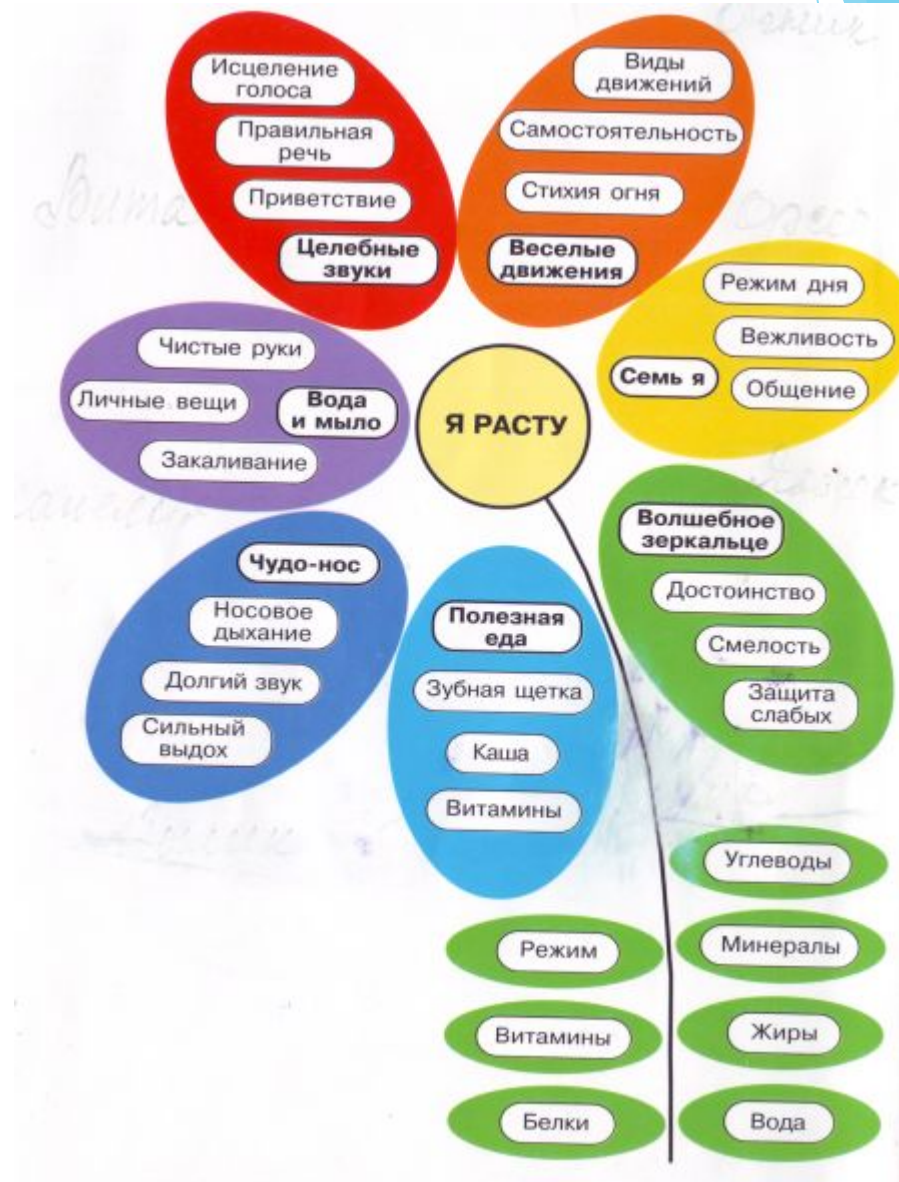 Исцеление
голоса
Правильная
речь
Приветствие
Целебные
звуки
Виды
движений
Самостоятельность
Стихия огня
Веселые
движения
Режим дня
Вежливость
Семь я
Общение
Чистые руки
Личные вещи
Вода
и мыло
Закаливание
Я РАСТУ
Волшебное
зеркальце
Достоинство
Смелость
Защита
слабых
Чудо-нос
Носовое
дыхание
Долгий звук
Сильный
выдох
Полезная
еда
Зубная щетка
Каша
Витамины
Углеводы
Режим
Минералы
Витамины
Жиры
Белки
Вода